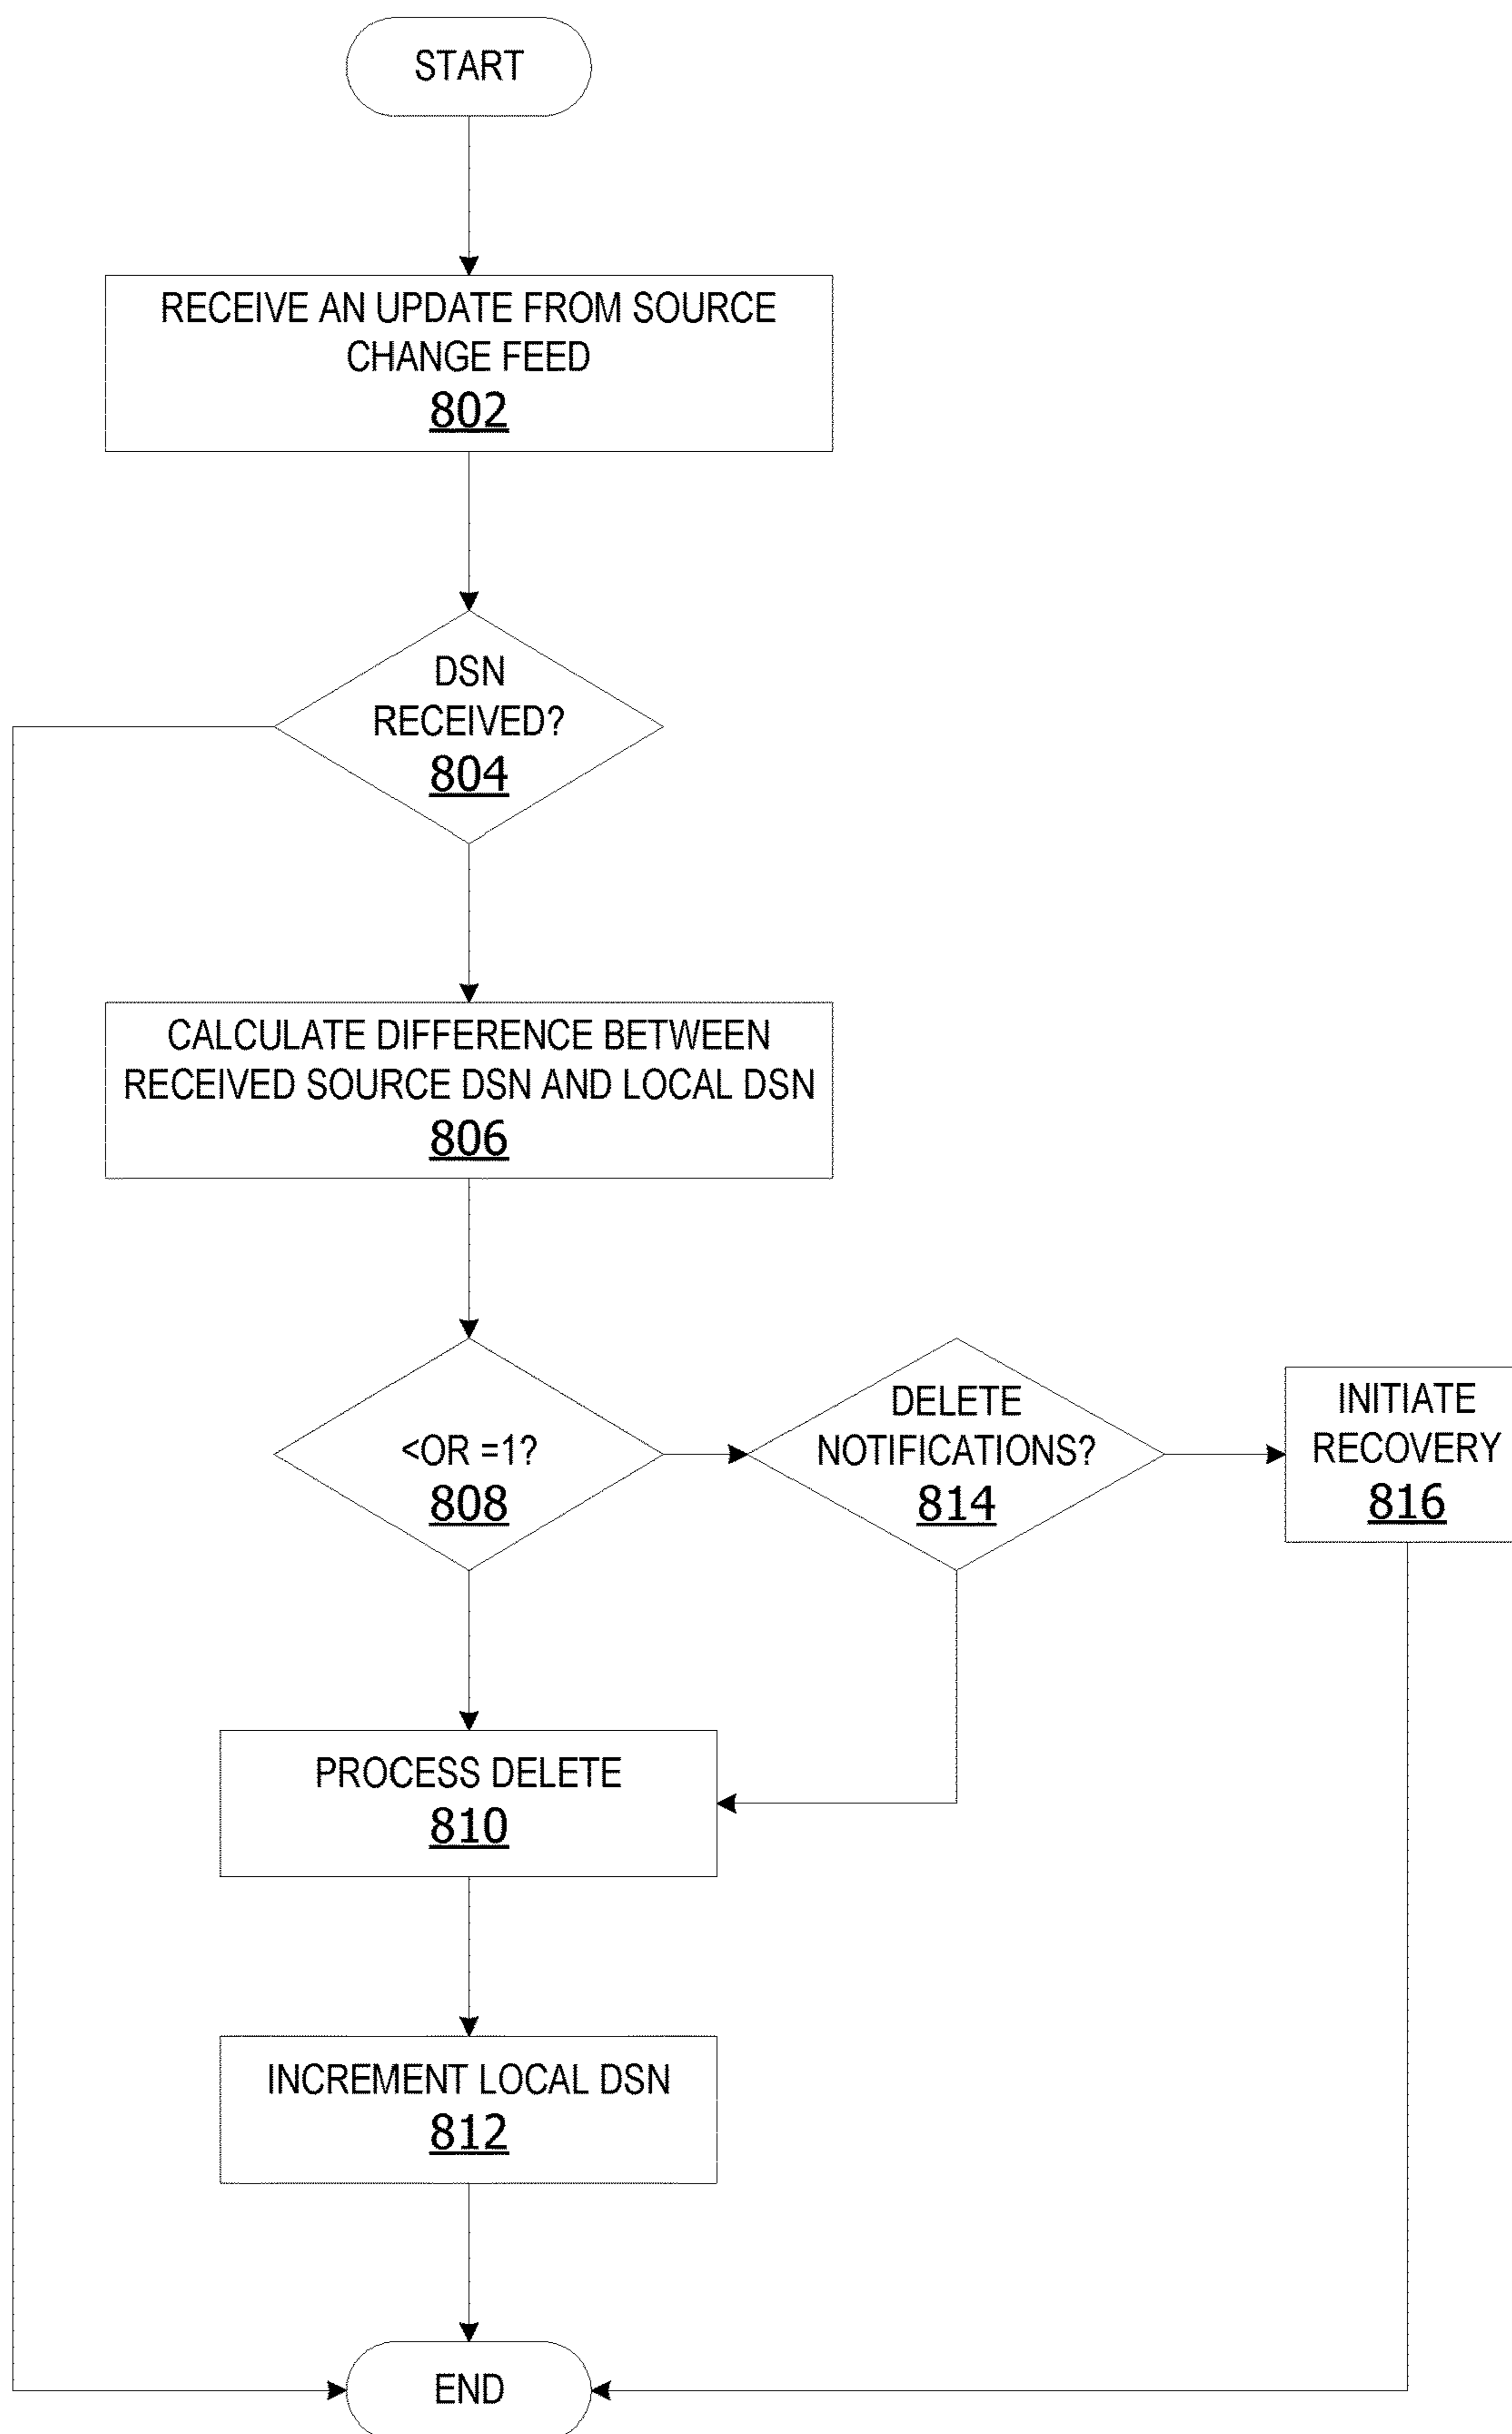 START
RECEIVE AN UPDATE FROM SOURCE
CHANGE FEED
802
DSN
RECEIVED?
804
CALCULATE DIFFERENCE BETWEEN
RECEIVED SOURCE DSN AND LOCAL DSN
806
<OR =1?
808
DELETE
NOTIFICATIONS?
814
INITIATE
RECOVERY
816
PROCESS DELETE
810
INCREMENT LOCAL DSN
812
END